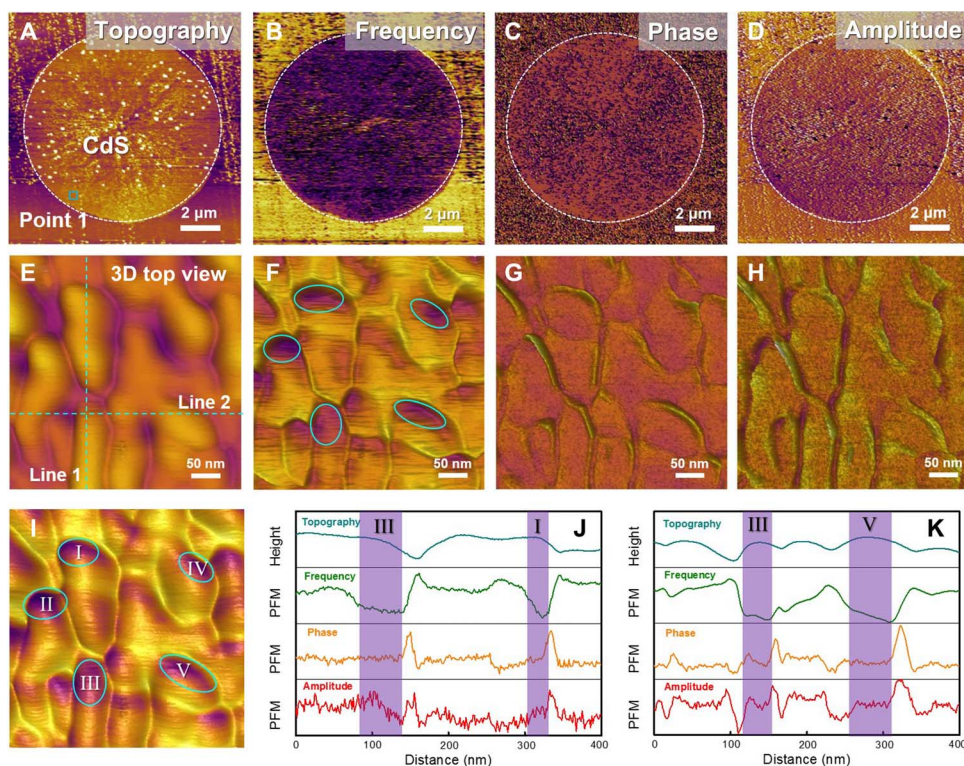 A Topography
B Frequency
C Phase
D Amplitude
CdS
Point 1
2 μm
2 μm
2 μm
2 μm
E 3D top view
F
G
H
Line 2
Line 1
50 nm
50 nm
50 nm
50 nm
I
I
II
III
IV
V
J
III
I
Topography
Height
Frequency
PFM
Phase
PFM
Amplitude
PFM
0 100 200 300 400
Distance (nm)
K
III
V
Topography
Height
Frequency
PFM
Phase
PFM
Amplitude
PFM
0 100 200 300 400
Distance (nm)